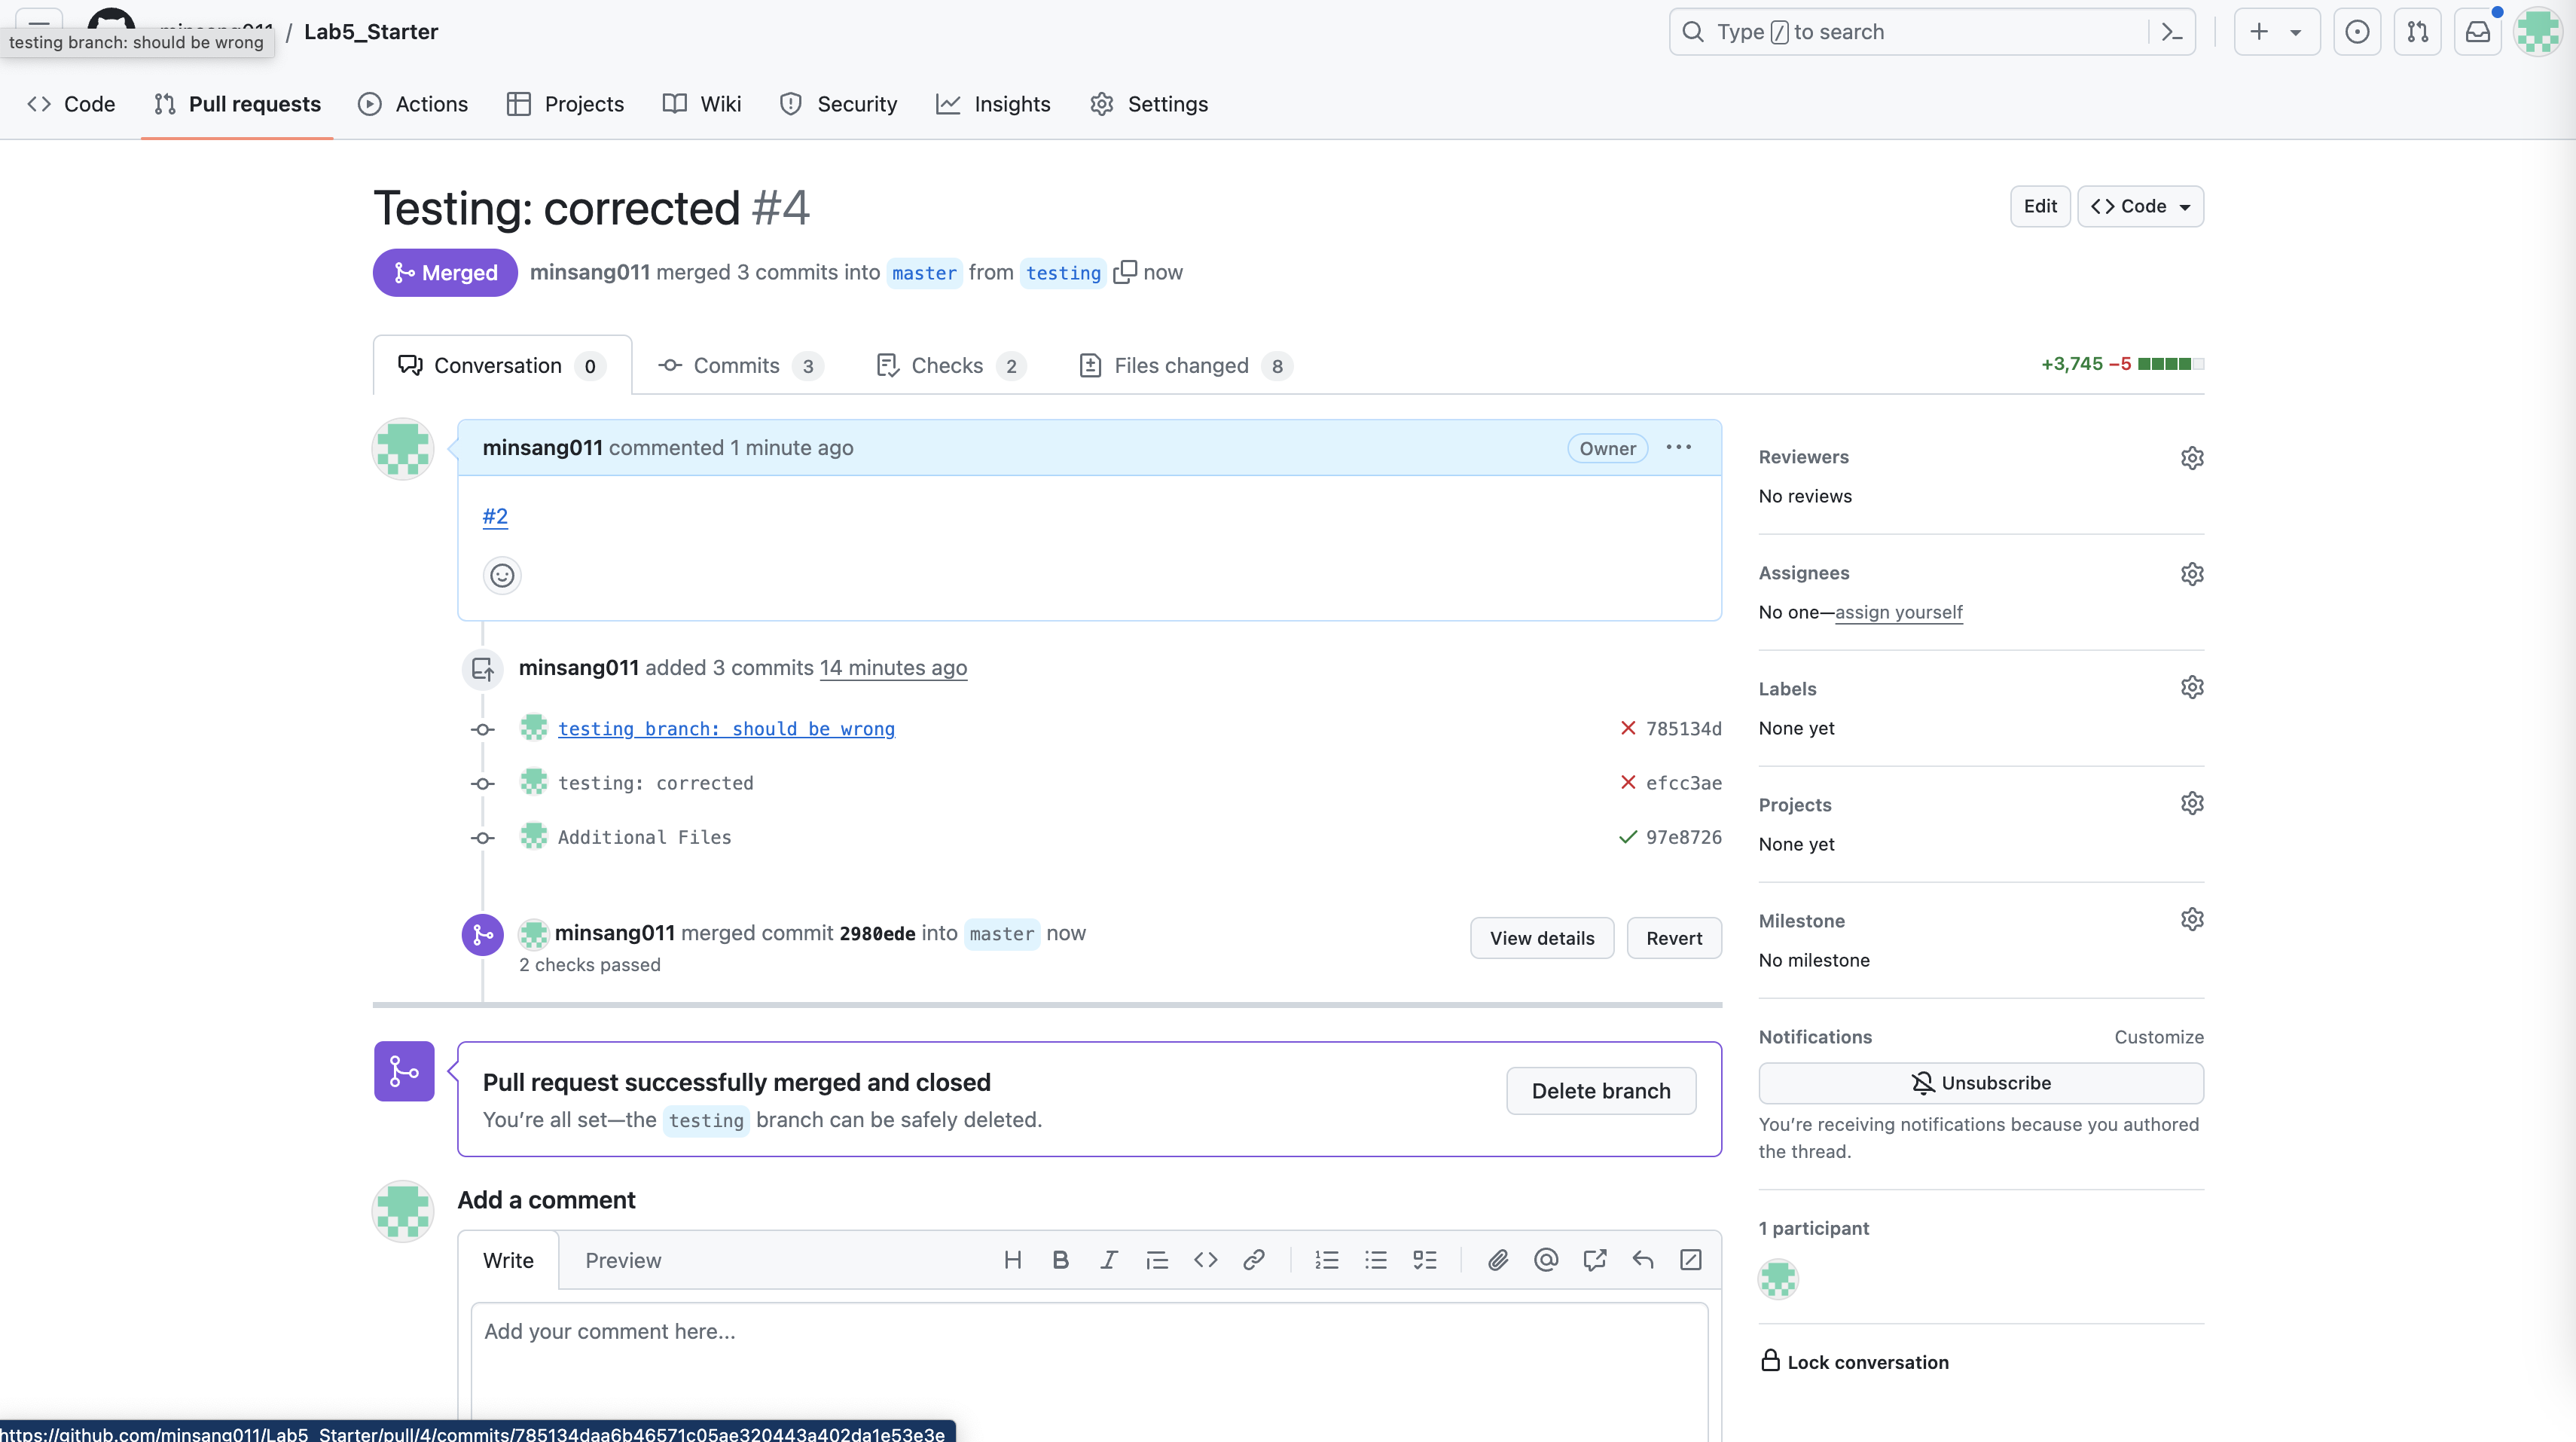 minsang011 / Lab5_Starter
testing branch: should be wrong
Type / to search
Code Pull requests Actions Projects Wiki Security Insights Settings
Testing: corrected #4
Edit
Code
Merged
minsang011 merged 3 commits into master from testing now
Conversation 0
Commits 3
Checks 2
Files changed 8
+3,745 −5
minsang011 commented 1 minute ago
Owner
#2
minsang011 added 3 commits 14 minutes ago
testing branch: should be wrong 785134d
testing: corrected efcc3ae
Additional Files 97e8726
minsang011 merged commit 2980ede into master now
2 checks passed
View details
Revert
Pull request successfully merged and closed
You’re all set—the testing branch can be safely deleted.
Delete branch
Add a comment
Write
Preview
Add your comment here...
Reviewers
No reviews
Assignees
No one—assign yourself
Labels
None yet
Projects
None yet
Milestone
No milestone
Notifications
Customize
Unsubscribe
You’re receiving notifications because you authored
the thread.
1 participant
Lock conversation
https://github.com/minsang011/Lab5_Starter/pull/4/commits/785134daa6b46571c05ae320443a402da1e53e3e